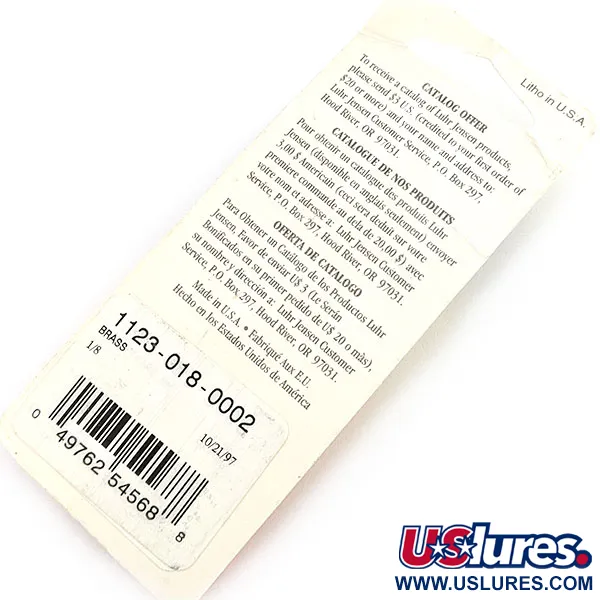 Litho in U.S.A.
CATALOG OFFER
To receive a catalog of Luhr Jensen products,
please send $3 U.S. (credited to your first order of
$20 or more) and your name and address to:
Luhr Jensen Customer Service, P.O. Box 297,
Hood River, OR 97031.
CATALOGUE DE NOS PRODUITS
Pour obtenir un catalogue des produits Luhr
Jensen (disponible en anglais seulement) envoyer
3,00 $ Américain (ceci sera deduit sur votre
premiere commande au dela de 20,00 $) avec
votre nom et adresse a: Luhr Jensen Customer
Service, P.O. Box 297, Hood River, OR 97031.
OFERTA DE CATALOGO
Para Obtener un Catálogo de los Productos Luhr
Jensen, Favor de enviar U$ 3 (Le Serán
Bonificados en su primer pedido de U$ 20 o más),
su nombre y dirección a: Luhr Jensen Customer
Service, P.O. Box 297, Hood River, OR 97031.
Made in U.S.A. • Fabriqué Aux E.U.
Hecho en los Estados Unidos de América
1123-018-0002
BRASS
1/8
10/21/97
0 49762 54568 8
USlures.
WWW.USLURES.COM